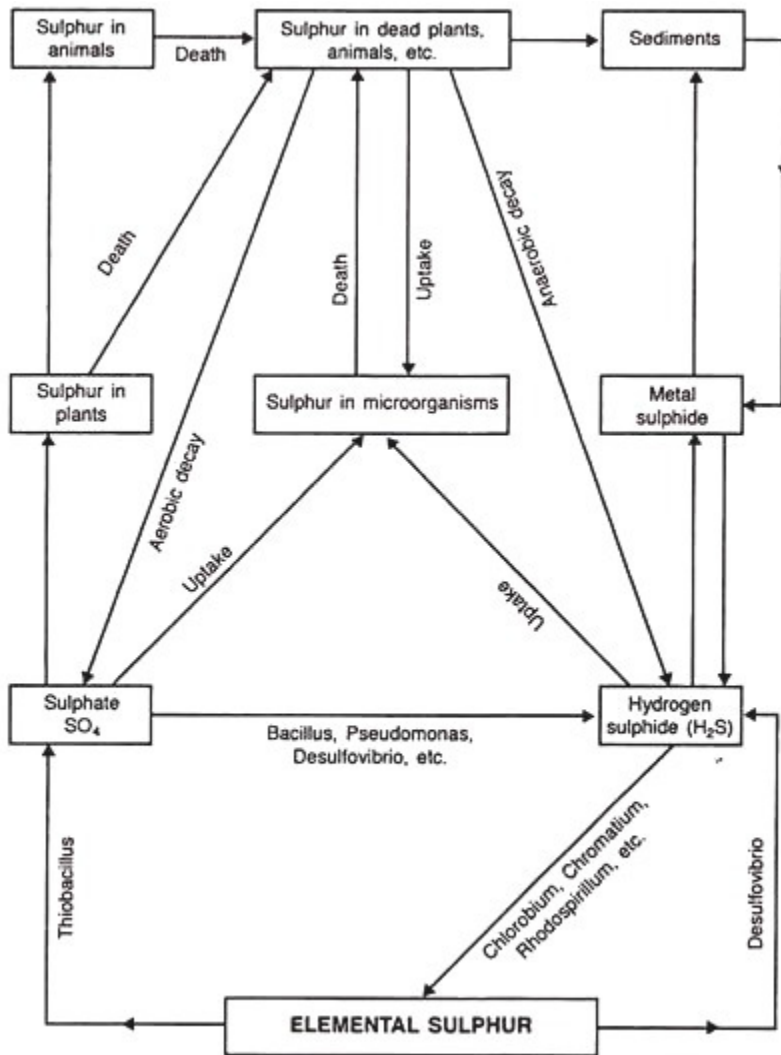 Sulphur in
animals
Death
Sulphur in dead plants,
animals, etc.
Sediments
Death
Aerobic decay
Death
Uptake
Anaerobic decay
Sulphur in
plants
Sulphur in microorganisms
Metal
sulphide
Uptake
Uptake
Sulphate
SO₄
Bacillus, Pseudomonas,
Desulfovibrio, etc.
Hydrogen
sulphide (H₂S)
Thiobacillus
Chlorobium, Chromatium,
Rhodospirillum, etc.
Desulfovibrio
ELEMENTAL SULPHUR